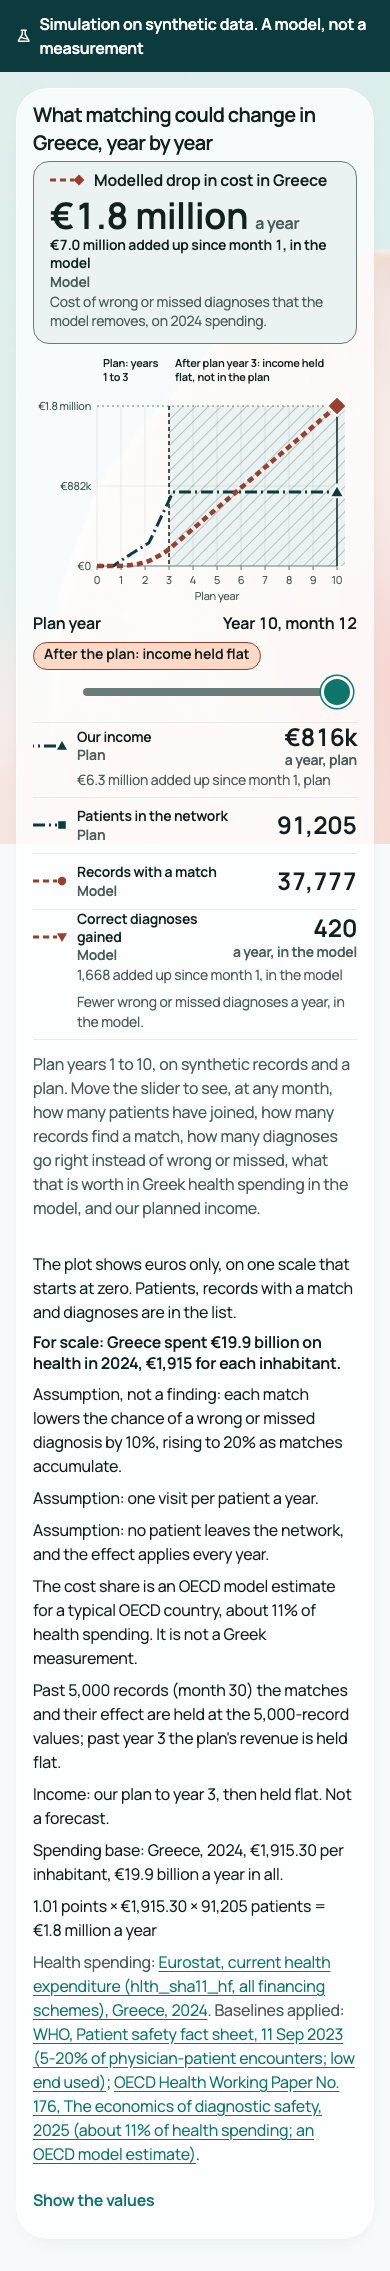 Simulation on synthetic data. A model, not a
measurement
What matching could change in
Greece, year by year
Modelled drop in cost in Greece
€1.8 million a year
€7.0 million added up since month 1, in the
model
Model
Cost of wrong or missed diagnoses that the
model removes, on 2024 spending.
Plan: years
1 to 3
After plan year 3: income held
flat, not in the plan
€1.8 million
€882k
€0
0 1 2 3 4 5 6 7 8 9 10
Plan year
Plan year Year 10, month 12
After the plan: income held flat
Our income €816k
Plan a year, plan
€6.3 million added up since month 1, plan
Patients in the network 91,205
Plan
Records with a match 37,777
Model
Correct diagnoses
gained 420
Model a year, in the model
1,668 added up since month 1, in the model
Fewer wrong or missed diagnoses a year, in
the model.
Plan years 1 to 10, on synthetic records and a
plan. Move the slider to see, at any month,
how many patients have joined, how many
records find a match, how many diagnoses
go right instead of wrong or missed, what
that is worth in Greek health spending in the
model, and our planned income.
The plot shows euros only, on one scale that
starts at zero. Patients, records with a match
and diagnoses are in the list.
For scale: Greece spent €19.9 billion on
health in 2024, €1,915 for each inhabitant.
Assumption, not a finding: each match
lowers the chance of a wrong or missed
diagnosis by 10%, rising to 20% as matches
accumulate.
Assumption: one visit per patient a year.
Assumption: no patient leaves the network,
and the effect applies every year.
The cost share is an OECD model estimate
for a typical OECD country, about 11% of
health spending. It is not a Greek
measurement.
Past 5,000 records (month 30) the matches
and their effect are held at the 5,000-record
values; past year 3 the plan's revenue is held
flat.
Income: our plan to year 3, then held flat. Not
a forecast.
Spending base: Greece, 2024, €1,915.30 per
inhabitant, €19.9 billion a year in all.
1.01 points × €1,915.30 × 91,205 patients =
€1.8 million a year
Health spending: Eurostat, current health
expenditure (hlth_sha11_hf, all financing
schemes), Greece, 2024. Baselines applied:
WHO, Patient safety fact sheet, 11 Sep 2023
(5-20% of physician-patient encounters; low
end used); OECD Health Working Paper No.
176, The economics of diagnostic safety,
2025 (about 11% of health spending; an
OECD model estimate).
Show the values